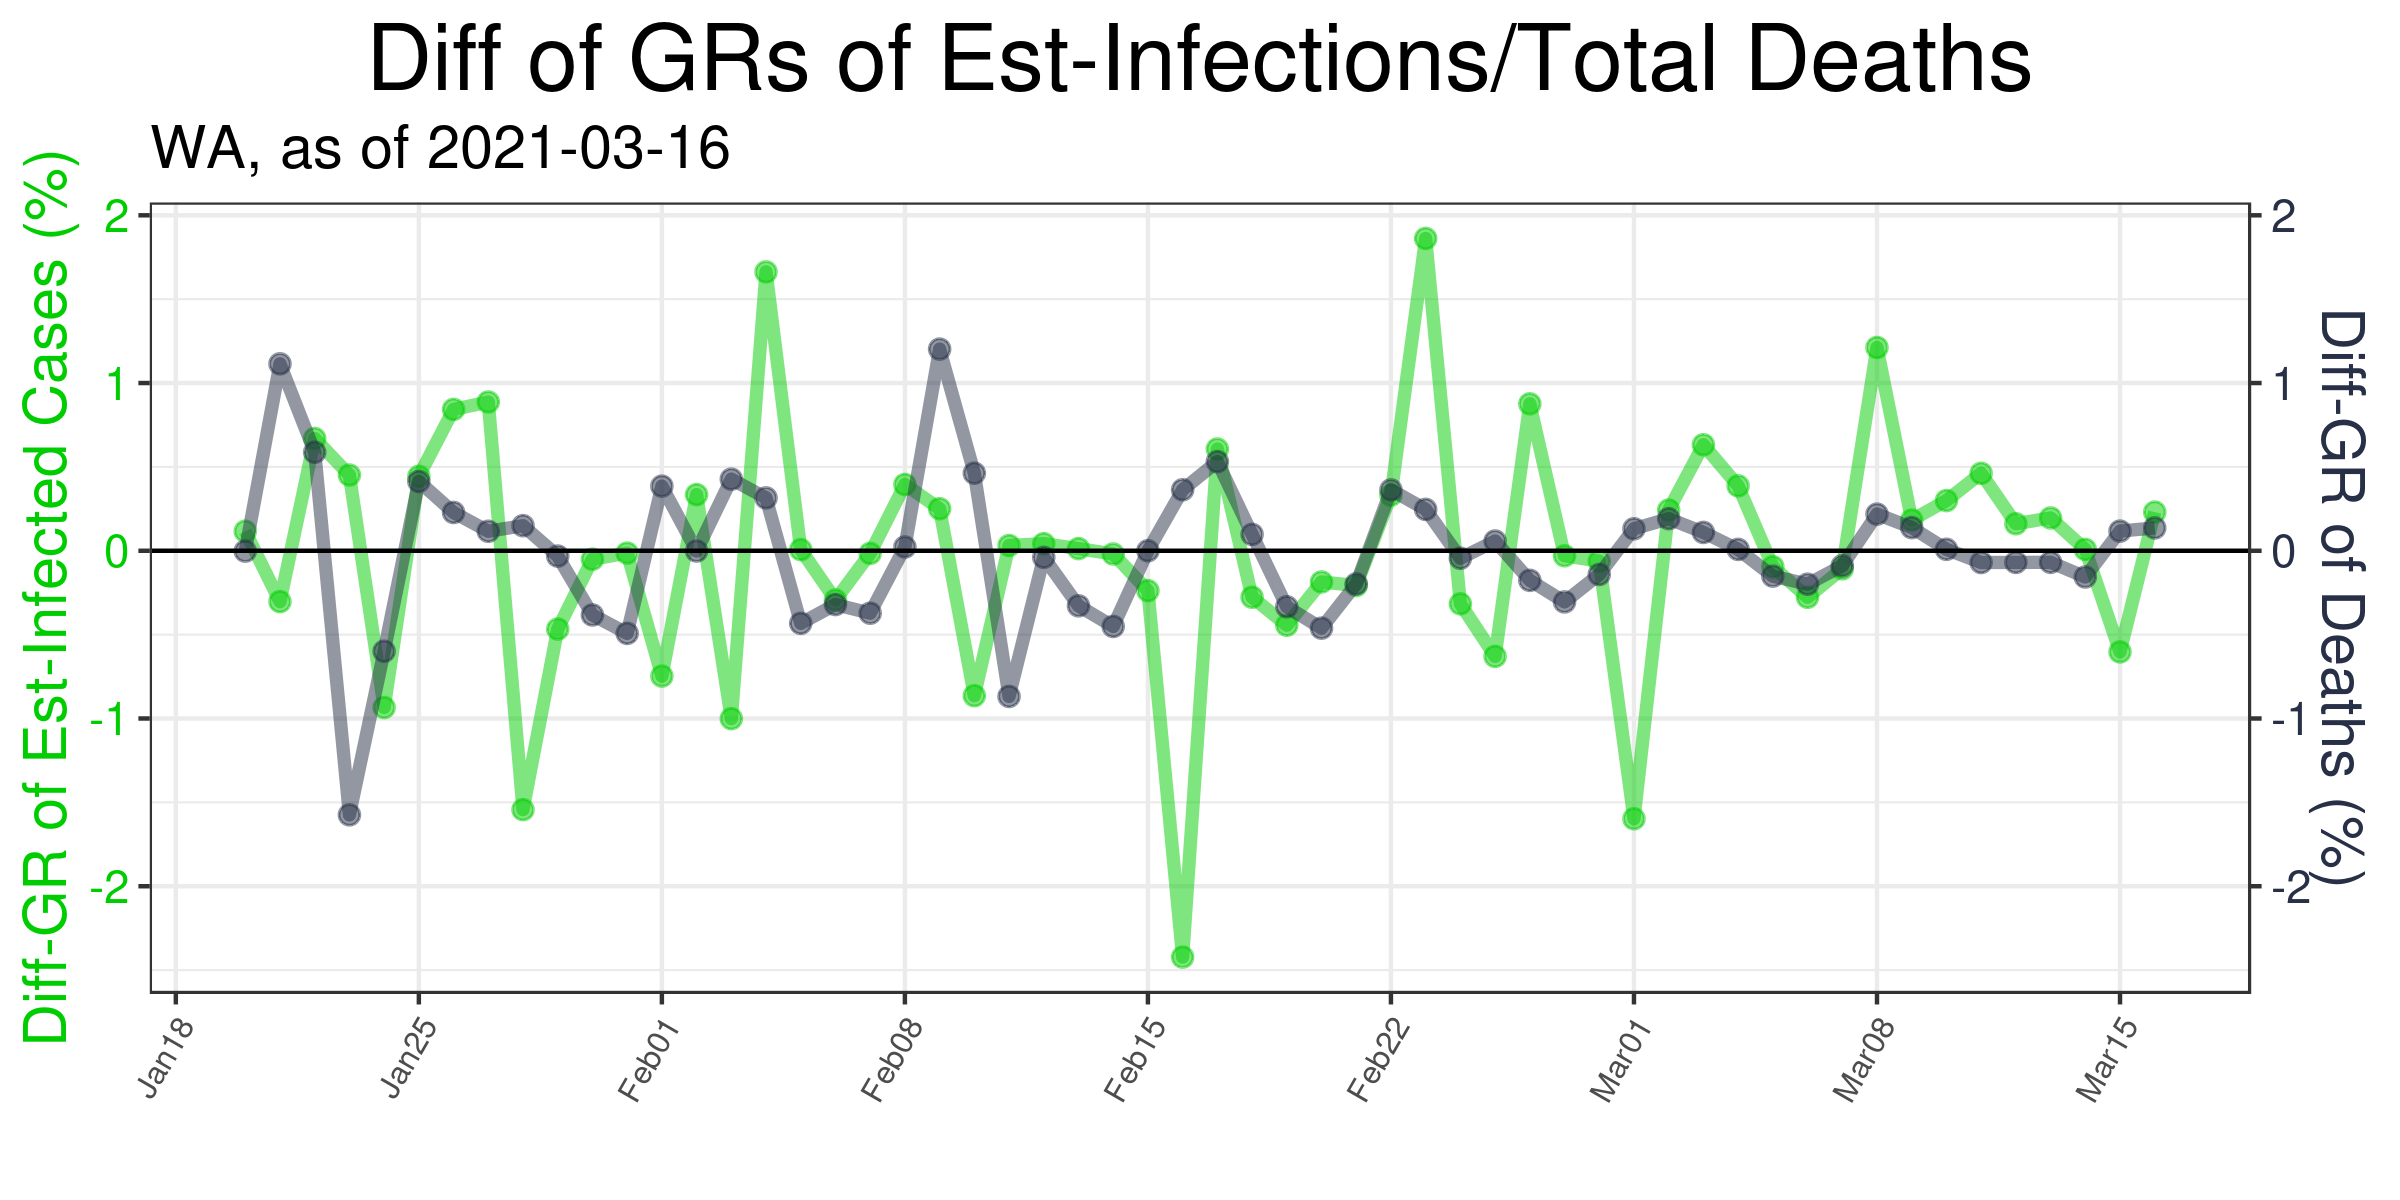 Diff of GRs of Est-Infections/Total Deaths
WA, as of 2021-03-16
Diff-GR of Est-Infected Cases (%)
2
1
0
-1
-2
2
1
0
-1
-2
Diff-GR of Deaths (%)
Jan18
Jan25
Feb01
Feb08
Feb15
Feb22
Mar01
Mar08
Mar15